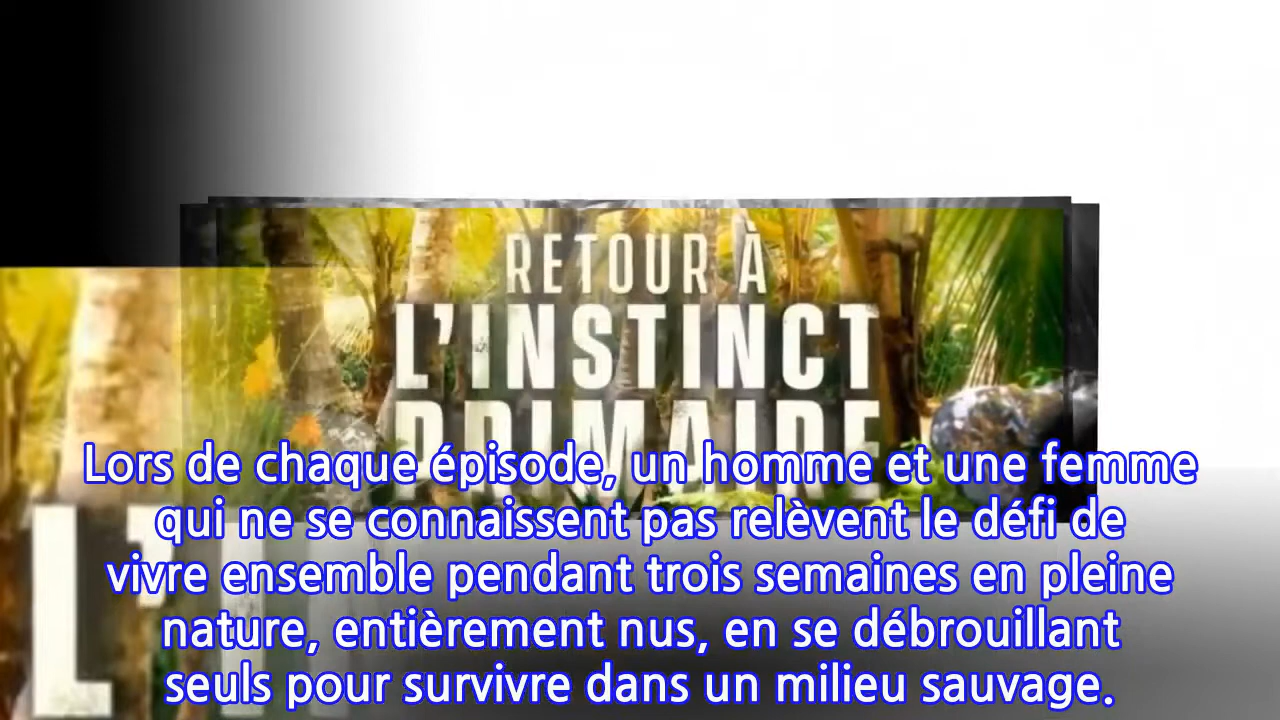 RETOUR À
L'INSTINCT
PRIMAIRE
Lors de chaque épisode, un homme et une femme
qui ne se connaissent pas relèvent le défi de
vivre ensemble pendant trois semaines en pleine
nature, entièrement nus, en se débrouillant
seuls pour survivre dans un milieu sauvage.
L'I